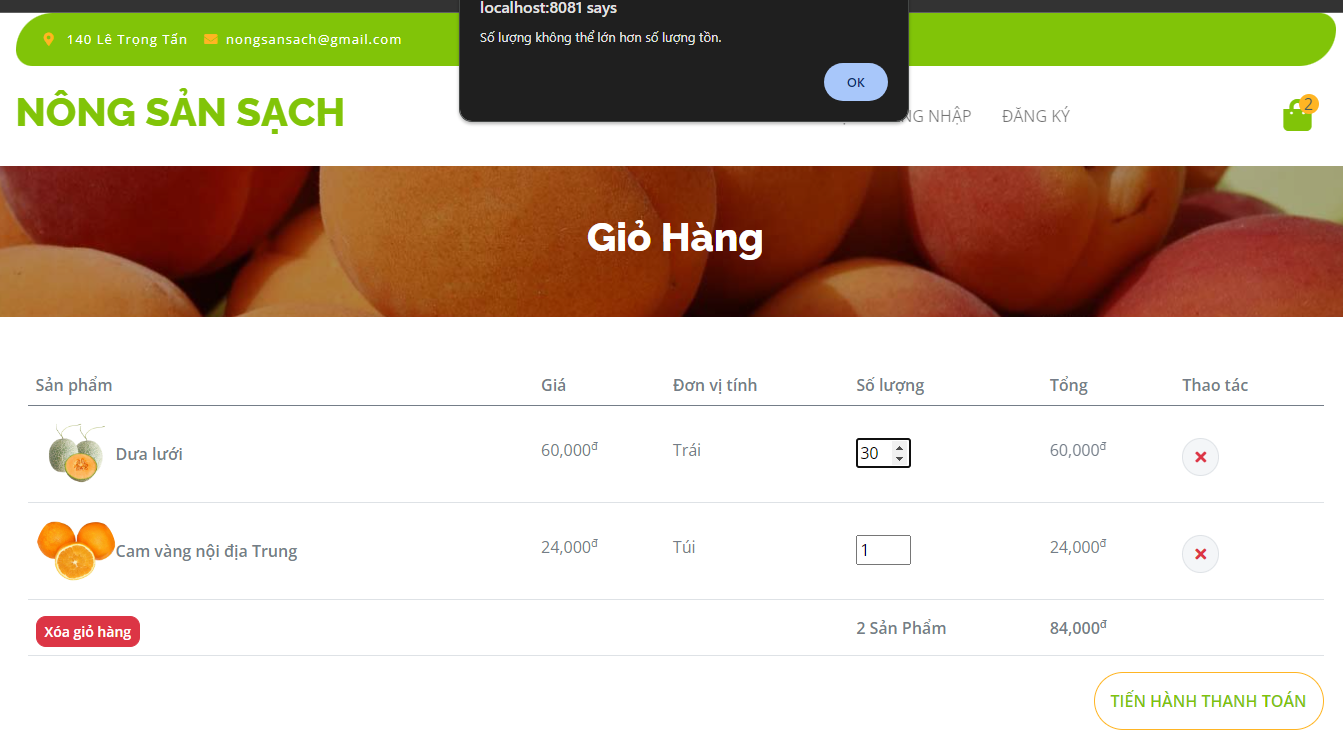 localhost:8081 says
Số lượng không thể lớn hơn số lượng tồn.
OK
140 Lê Trọng Tấn nongsansach@gmail.com
NÔNG SẢN SẠCH
NHẬP ĐĂNG KÝ
2
Giỏ Hàng
Sản phẩm Giá Đơn vị tính Số lượng Tổng Thao tác
Dưa lưới 60,000đ Trái 30 60,000đ
Cam vàng nội địa Trung 24,000đ Túi 1 24,000đ
Xóa giỏ hàng 2 Sản Phẩm 84,000đ
TIẾN HÀNH THANH TOÁN